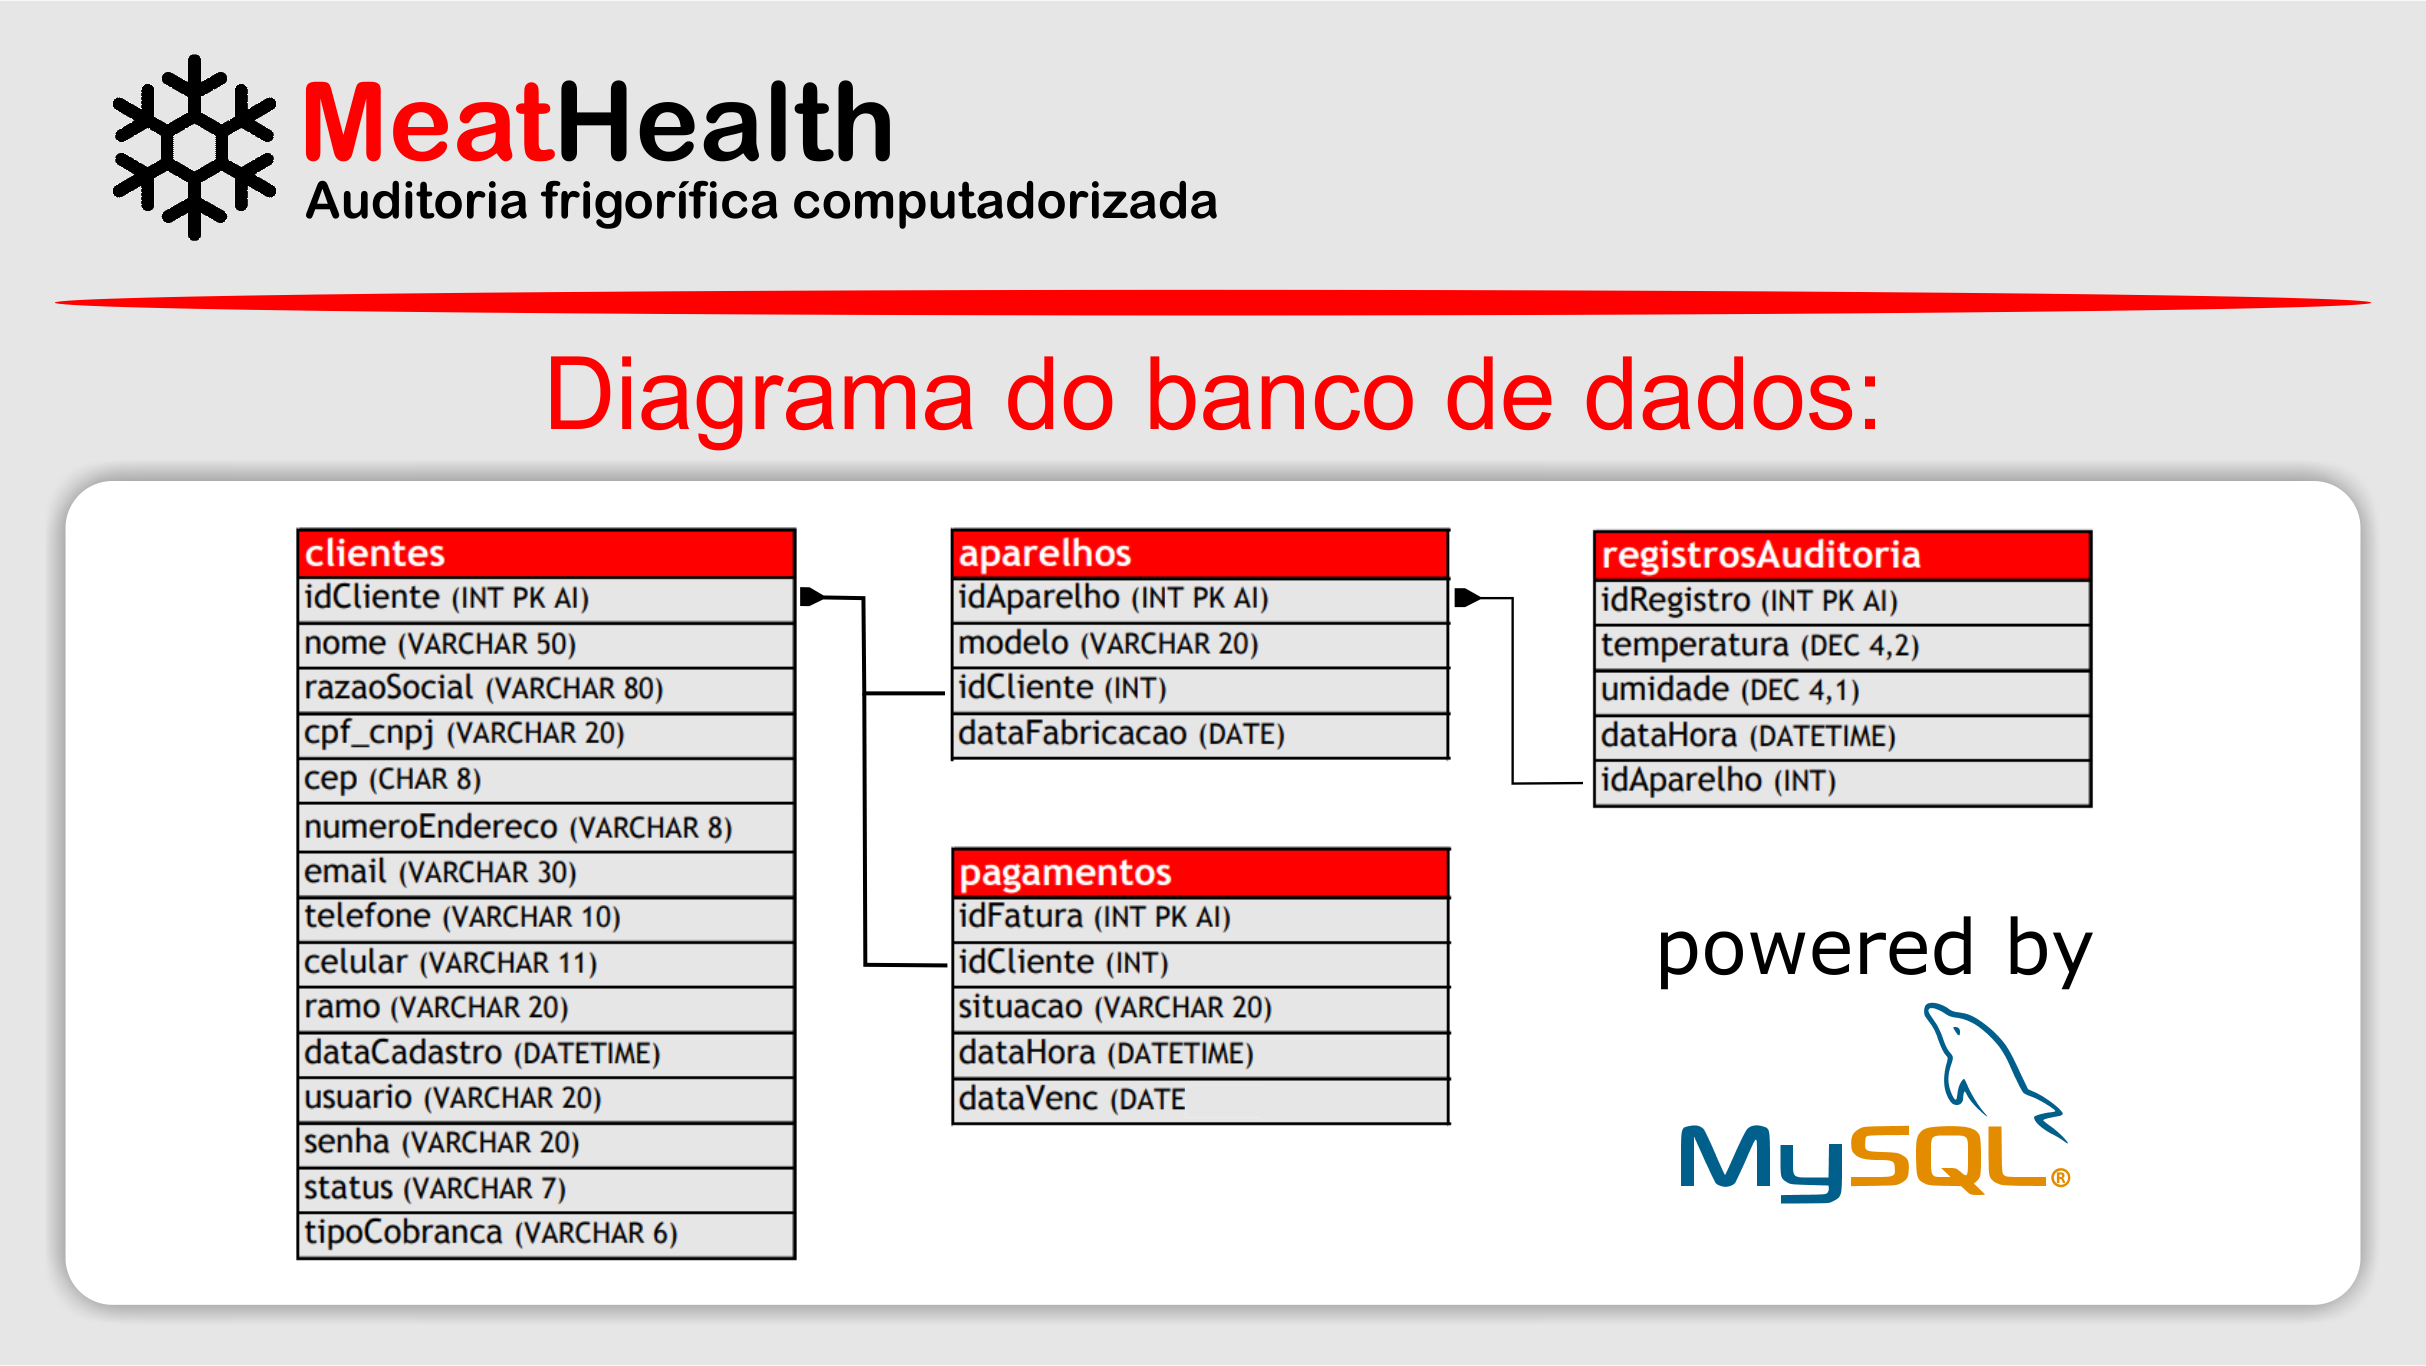 MeatHealth
Auditoria frigorífica computadorizada
Diagrama do banco de dados:
clientes
idCliente (INT PK AI)
nome (VARCHAR 50)
razaoSocial (VARCHAR 80)
cpf_cnpj (VARCHAR 20)
cep (CHAR 8)
numeroEndereco (VARCHAR 8)
email (VARCHAR 30)
telefone (VARCHAR 10)
celular (VARCHAR 11)
ramo (VARCHAR 20)
dataCadastro (DATETIME)
usuario (VARCHAR 20)
senha (VARCHAR 20)
status (VARCHAR 7)
tipoCobranca (VARCHAR 6)
aparelhos
idAparelho (INT PK AI)
modelo (VARCHAR 20)
idCliente (INT)
dataFabricacao (DATE)
pagamentos
idFatura (INT PK AI)
idCliente (INT)
situacao (VARCHAR 20)
dataHora (DATETIME)
dataVenc (DATE
registrosAuditoria
idRegistro (INT PK AI)
temperatura (DEC 4,2)
umidade (DEC 4,1)
dataHora (DATETIME)
idAparelho (INT)
powered by
MySQL®